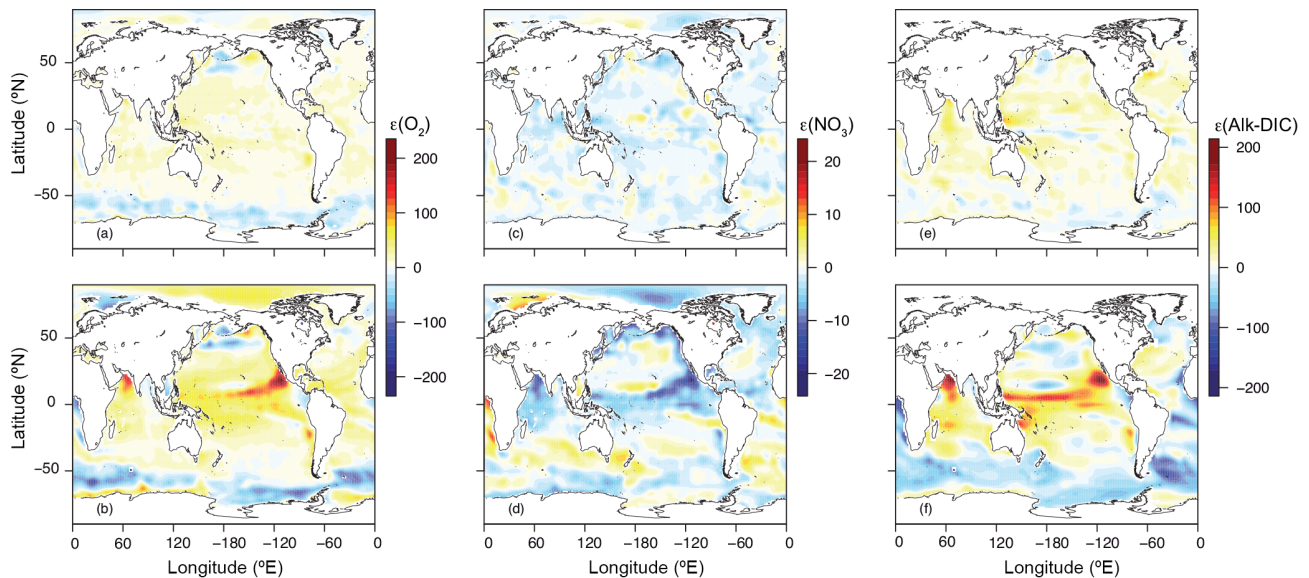 50
0
−50
Latitude (ºN)
(a)
ε(O₂)
200
100
0
−100
−200
(c)
ε(NO₃)
20
10
0
−10
−20
(e)
ε(Alk-DIC)
200
100
0
−100
−200
50
0
−50
Latitude (ºN)
(b)
(d)
(f)
0 60 120 −180 −120 −60 0
0 60 120 −180 −120 −60 0
0 60 120 −180 −120 −60 0
Longitude (ºE)
Longitude (ºE)
Longitude (ºE)